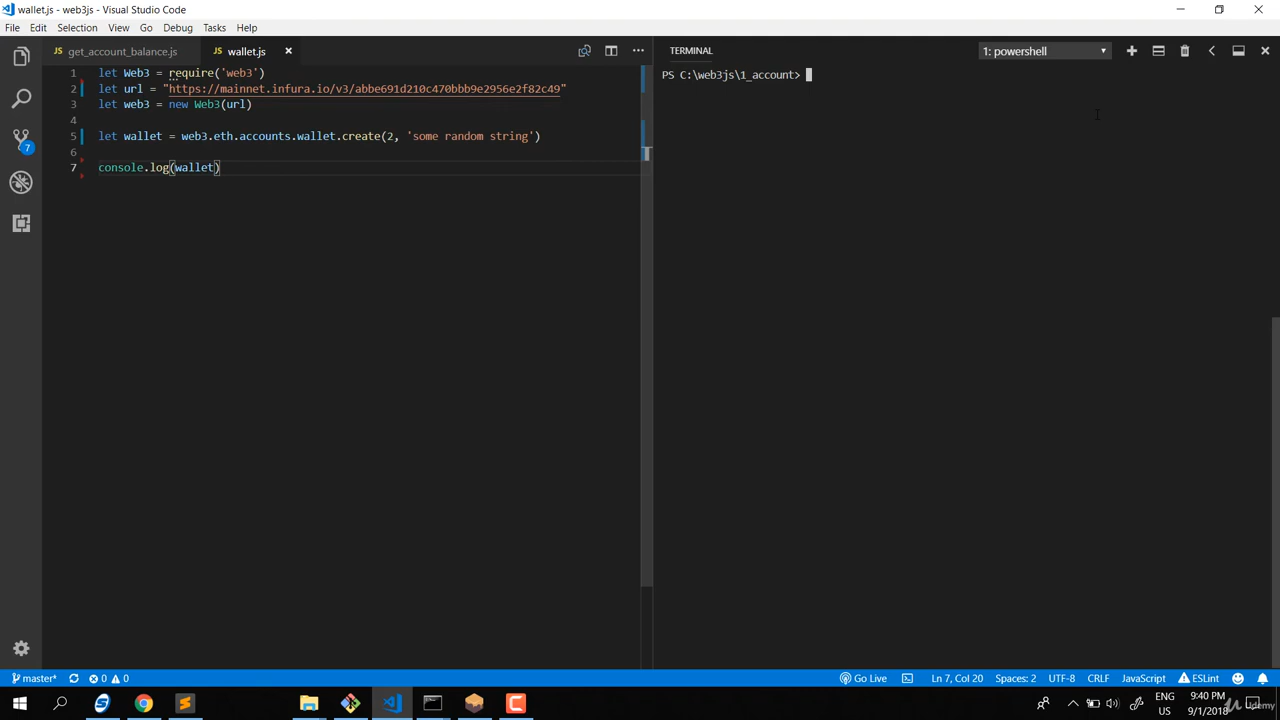 wallet.js - web3js - Visual Studio Code
File Edit Selection View Go Debug Tasks Help
get_account_balance.js wallet.js
TERMINAL 1: powershell
1 let Web3 = require('web3')
2 let url = "https://mainnet.infura.io/v3/abbe691d210c470bbb9e2956e2f82c49"
3 let web3 = new Web3(url)
4
5 let wallet = web3.eth.accounts.wallet.create(2, 'some random string')
6
7 console.log(wallet)
PS C:\web3js\1_account>
7
master* 0 0 Go Live Ln 7, Col 20 Spaces: 2 UTF-8 CRLF JavaScript ESLint
ENG
US
9:40 PM
9/1/2018
Udemy